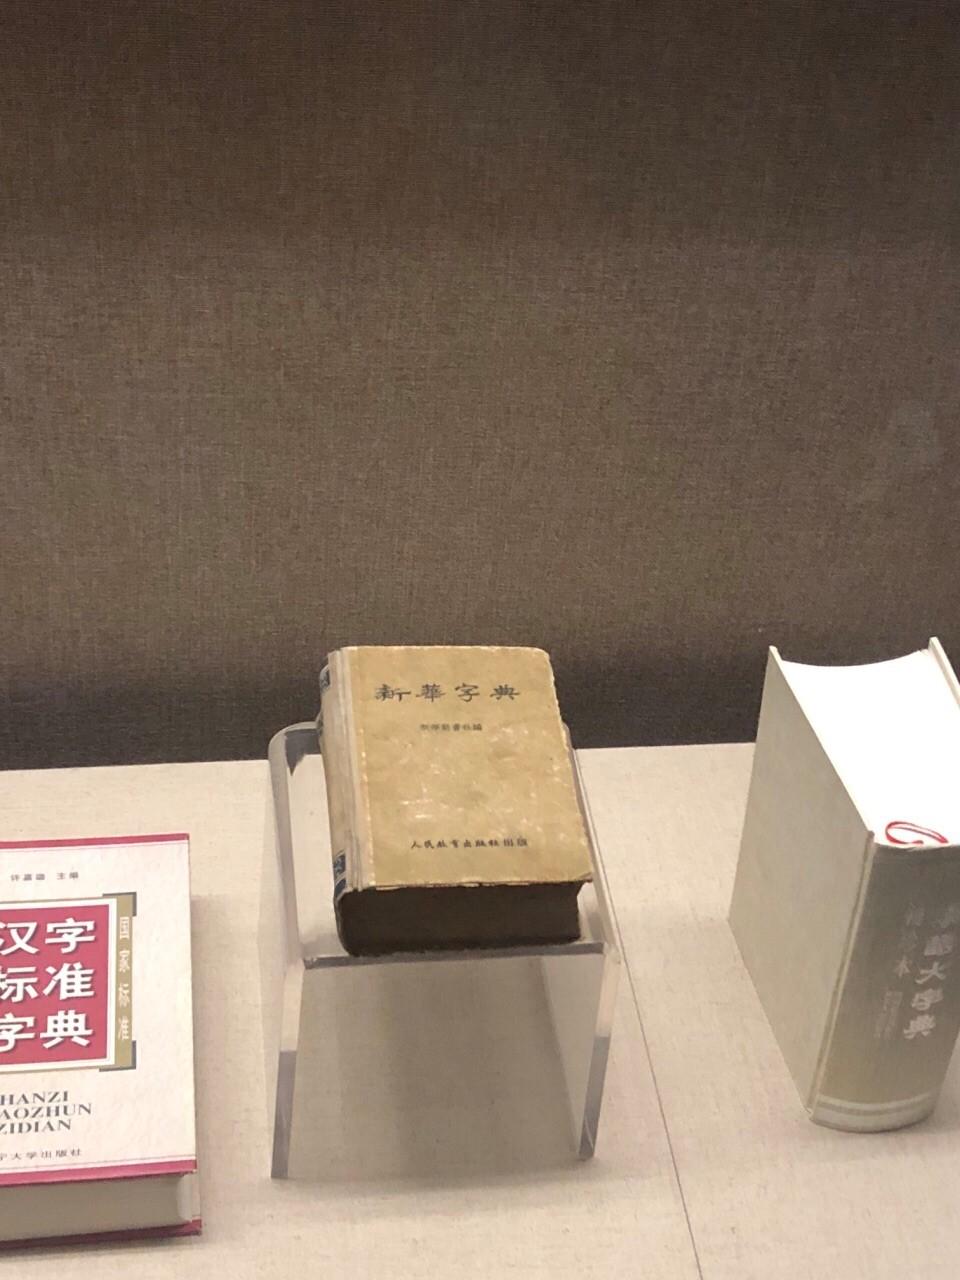 许嘉璐 主编
汉字
标准
字典
国家标准
HANZI
AOZHUN
ZIDIAN
大学出版社
新華字典
新華辭書社編
人民教育出版社出版
大字典
本